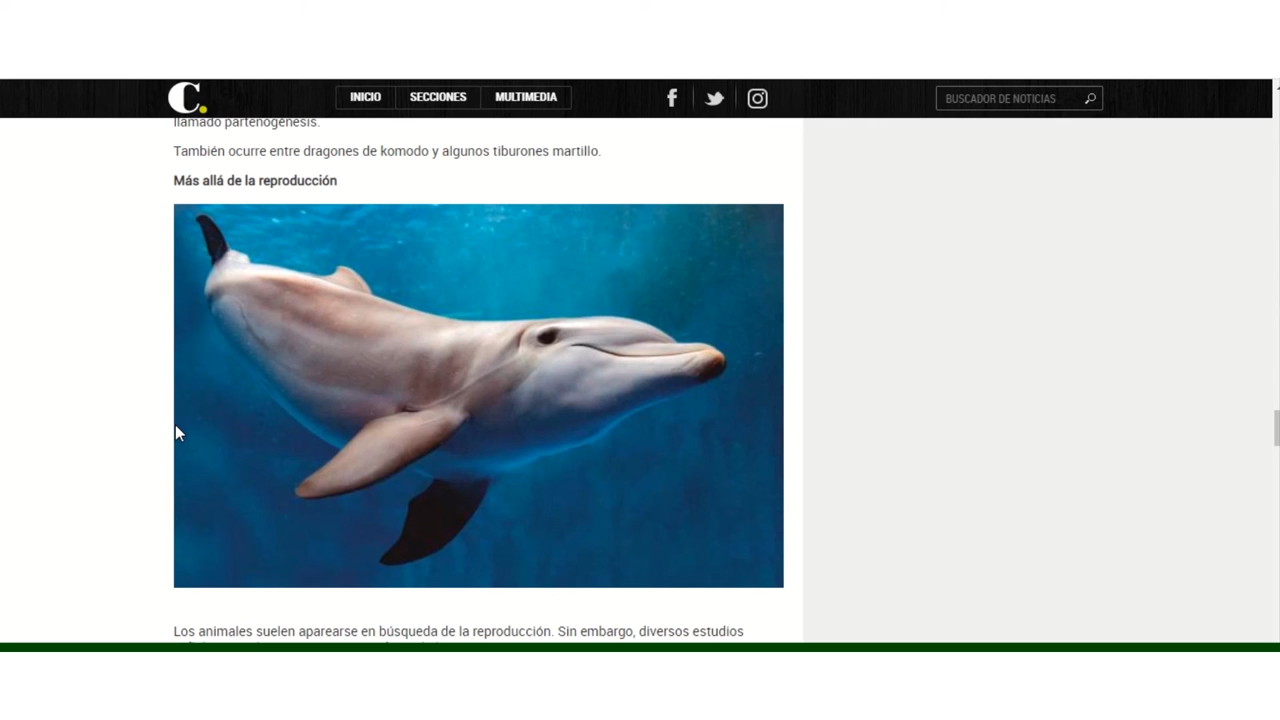 C.
INICIO
SECCIONES
MULTIMEDIA
BUSCADOR DE NOTICIAS
llamado partenogénesis.
También ocurre entre dragones de komodo y algunos tiburones martillo.
Más allá de la reproducción
Los animales suelen aparearse en búsqueda de la reproducción. Sin embargo, diversos estudios